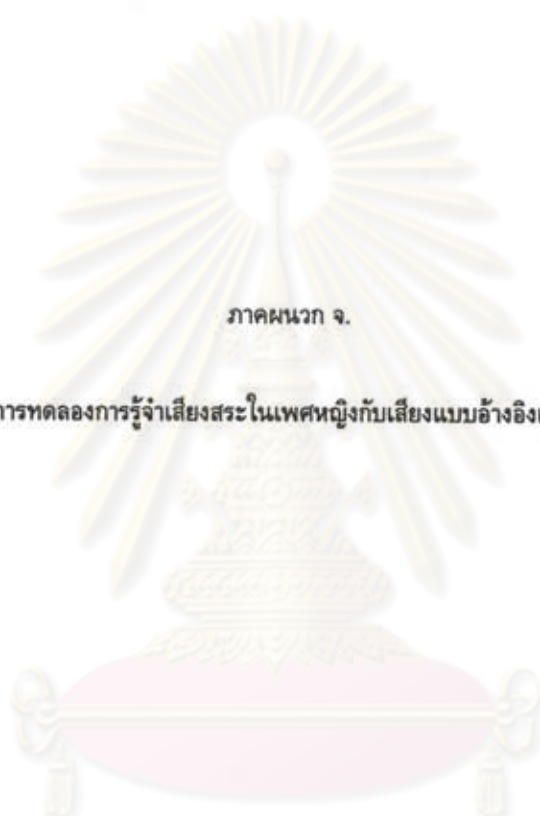 ภาคผนวก จ.
การทดลองการรู้จำเสียงสระในเพศหญิงกับเสียงแบบอ้างอิง